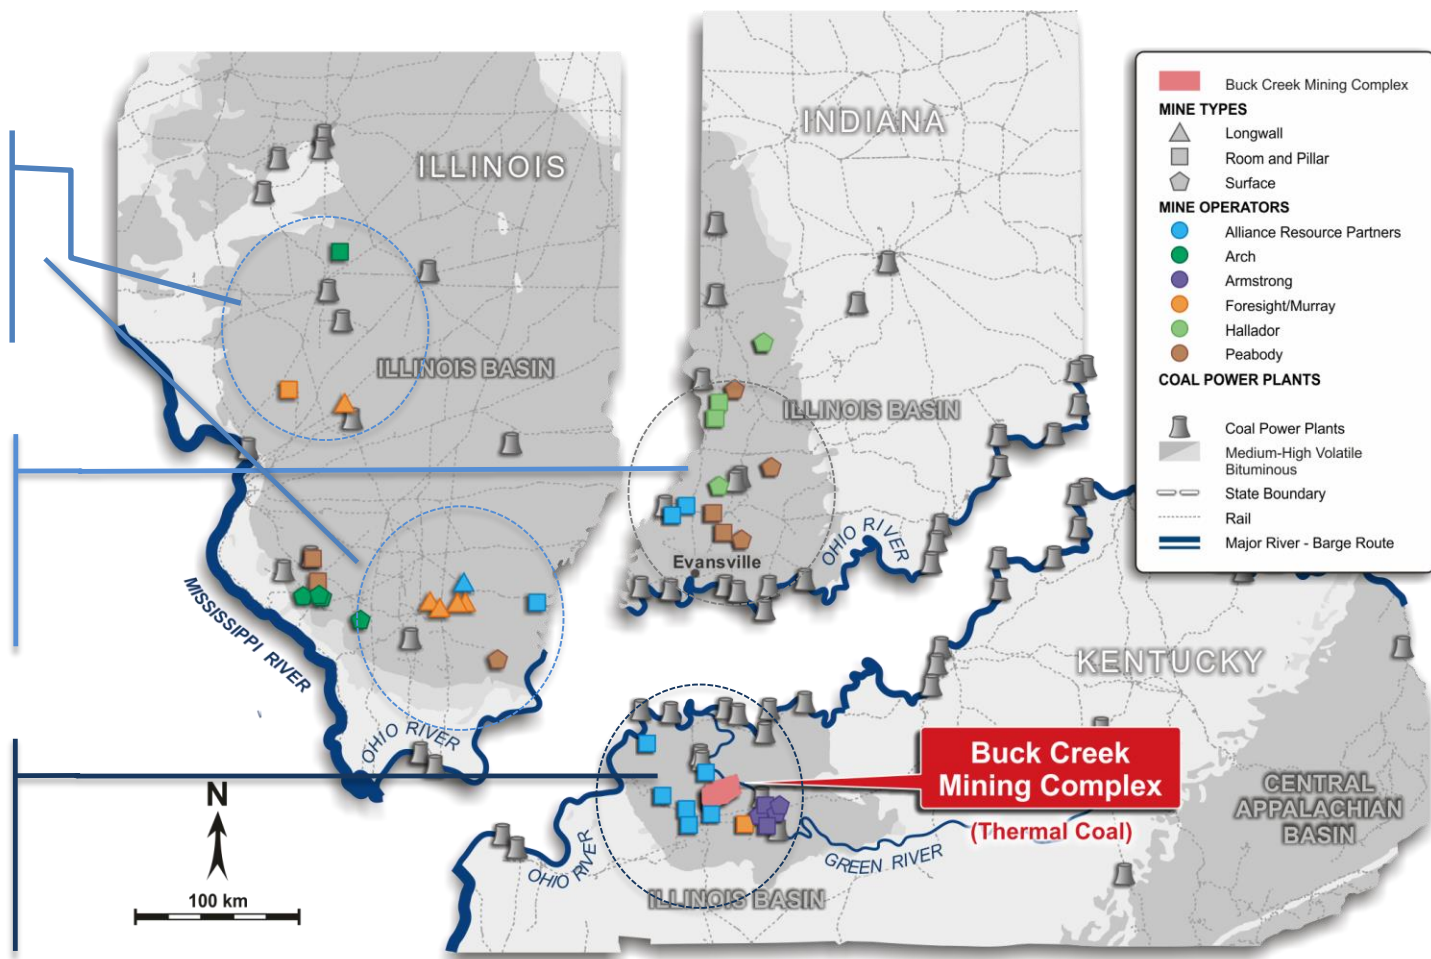 ILLINOIS
ILLINOIS BASIN
MISSISSIPPI RIVER
OHIO RIVER
N
100 km
INDIANA
ILLINOIS BASIN
Evansville
OHIO RIVER
KENTUCKY
Buck Creek
Mining Complex
(Thermal Coal)
CENTRAL
APPALACHIAN
BASIN
GREEN RIVER
OHIO RIVER
ILLINOIS BASIN
Buck Creek Mining Complex
MINE TYPES
Longwall
Room and Pillar
Surface
MINE OPERATORS
Alliance Resource Partners
Arch
Armstrong
Foresight/Murray
Hallador
Peabody
COAL POWER PLANTS
Coal Power Plants
Medium-High Volatile
Bituminous
State Boundary
Rail
Major River - Barge Route